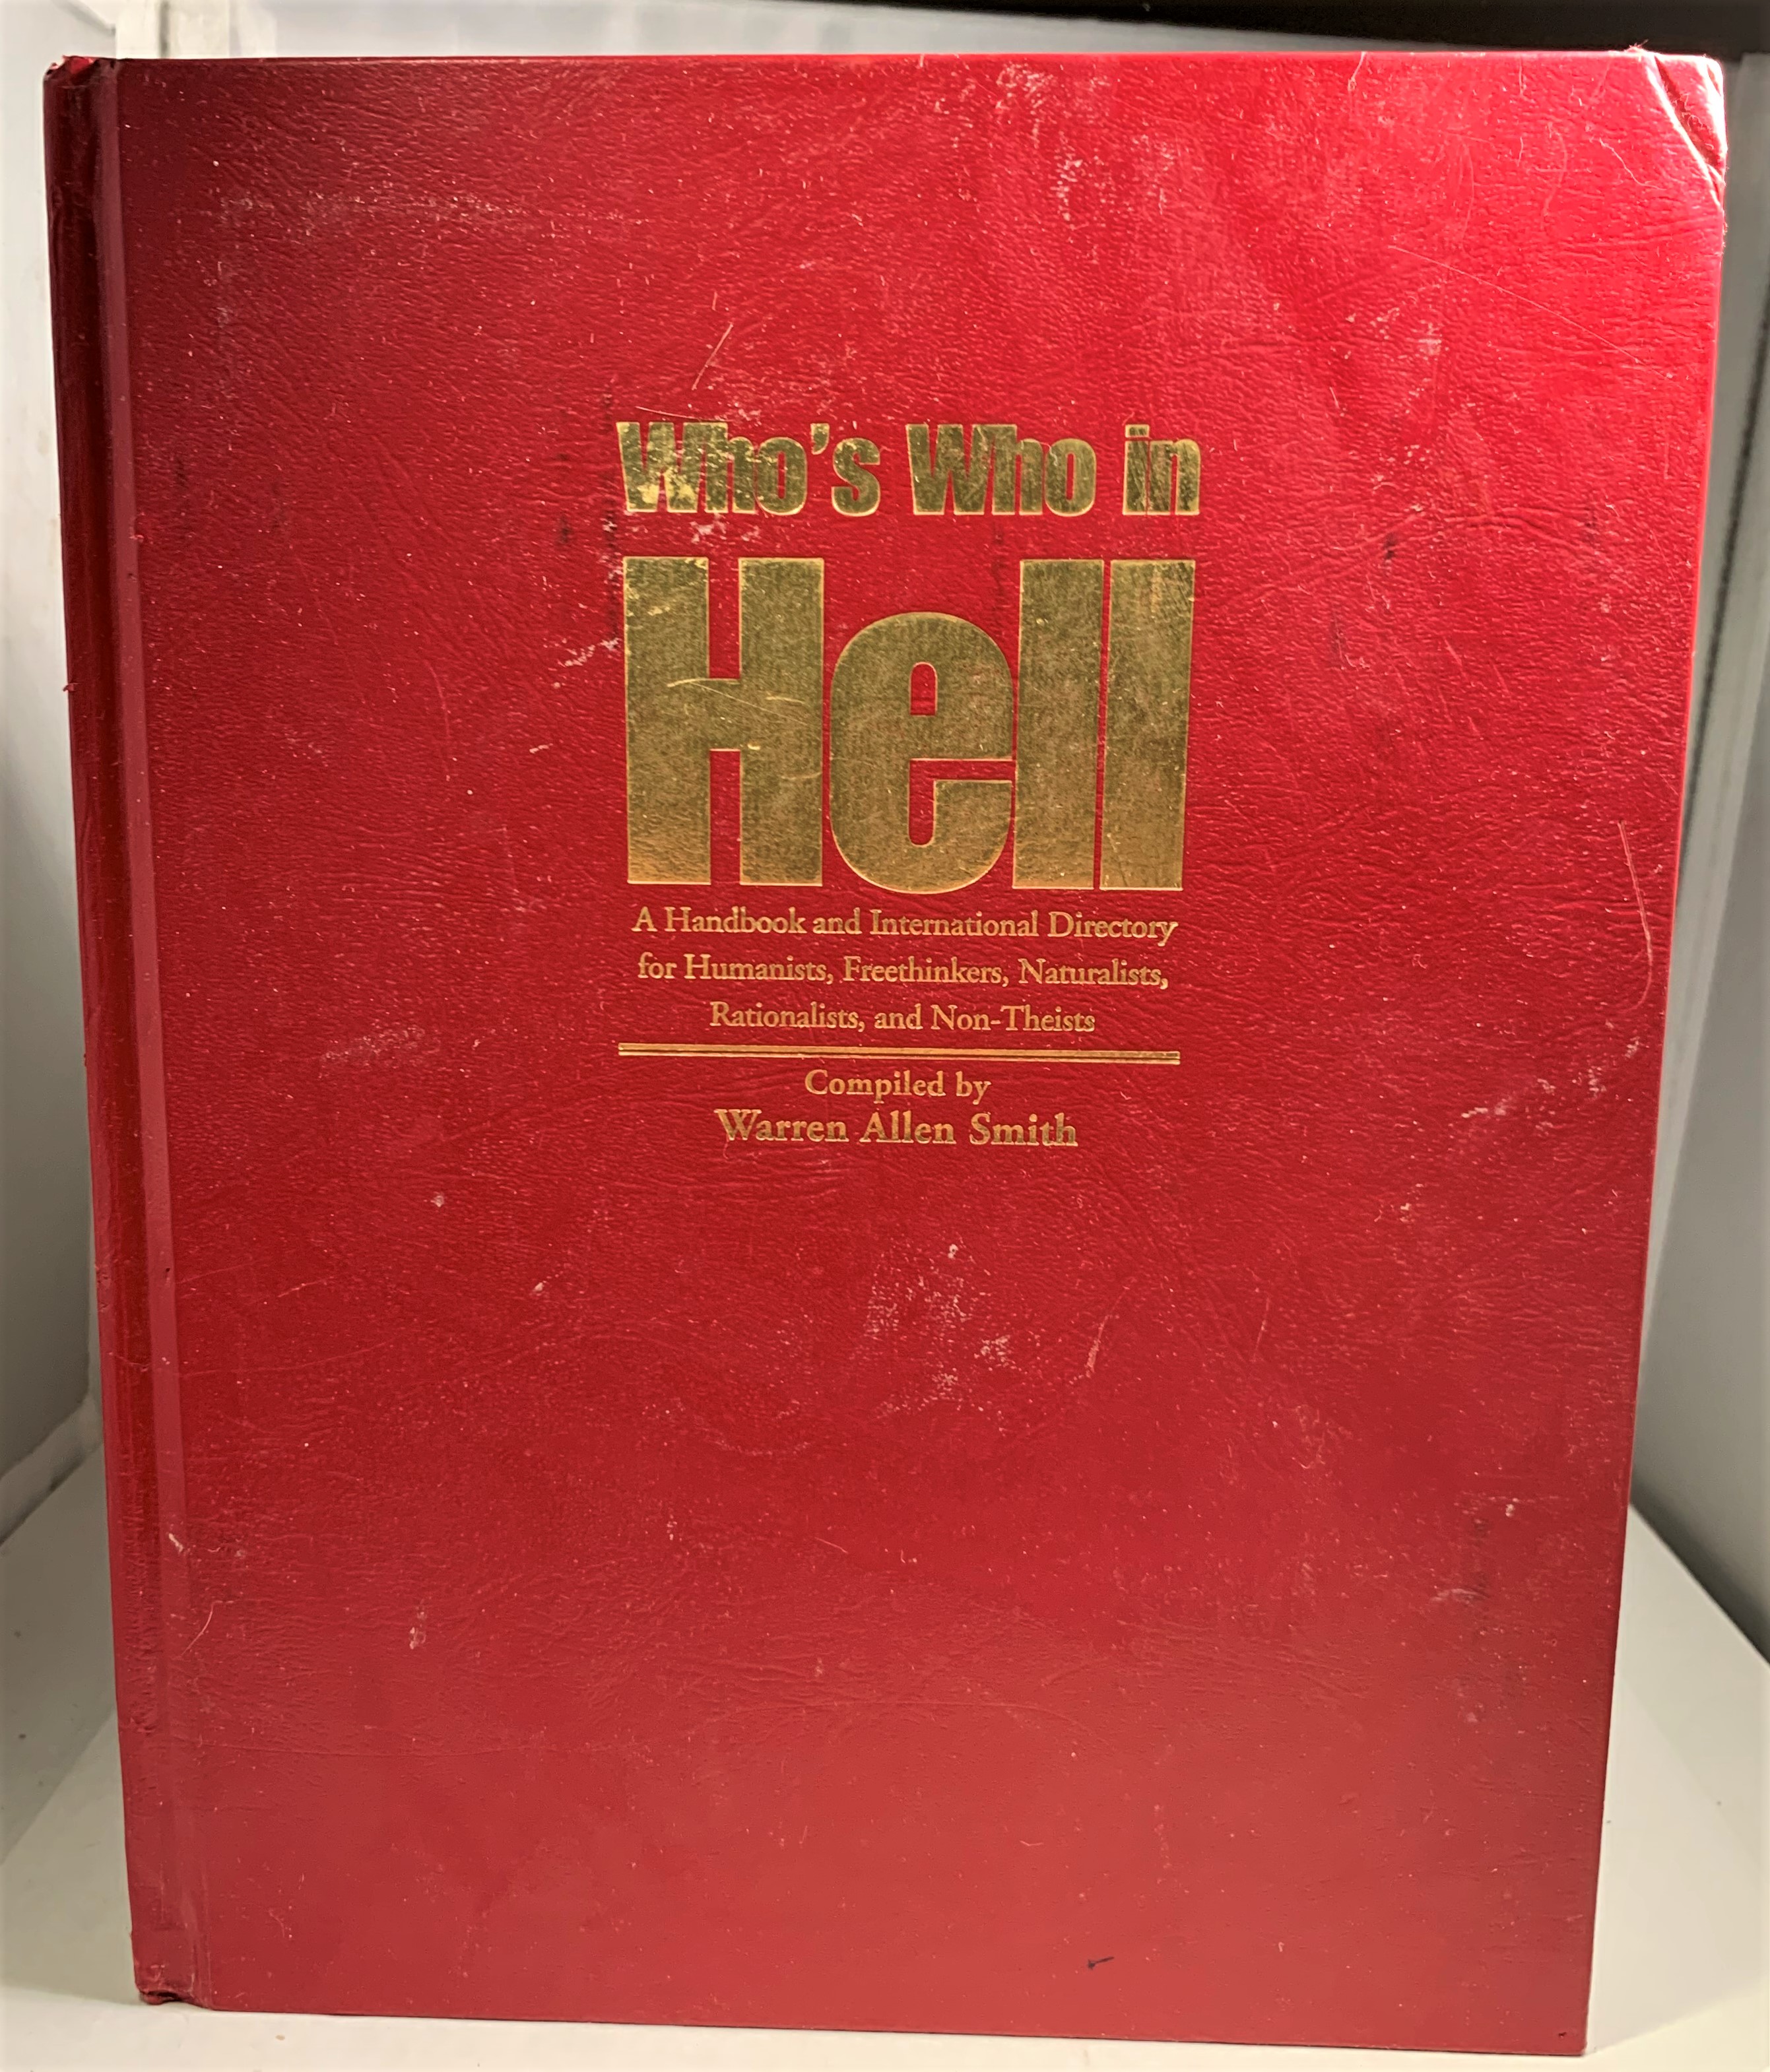 Who's Who in
Hell
A Handbook and International Directory
for Humanists, Freethinkers, Naturalists,
Rationalists, and Non-Theists
Compiled by
Warren Allen Smith